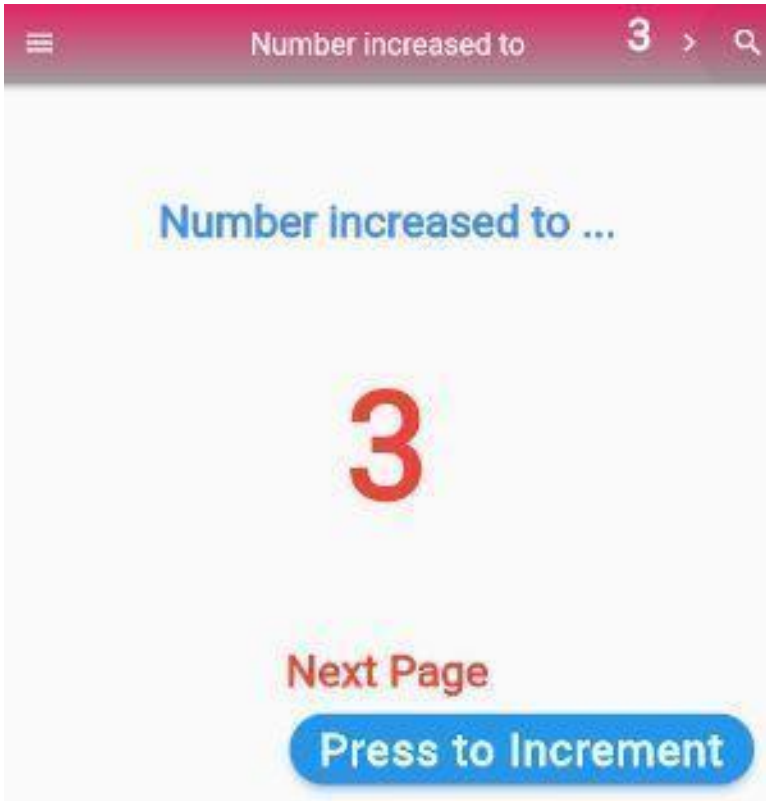 Number increased to 3
Number increased to ...
3
Next Page
Press to Increment